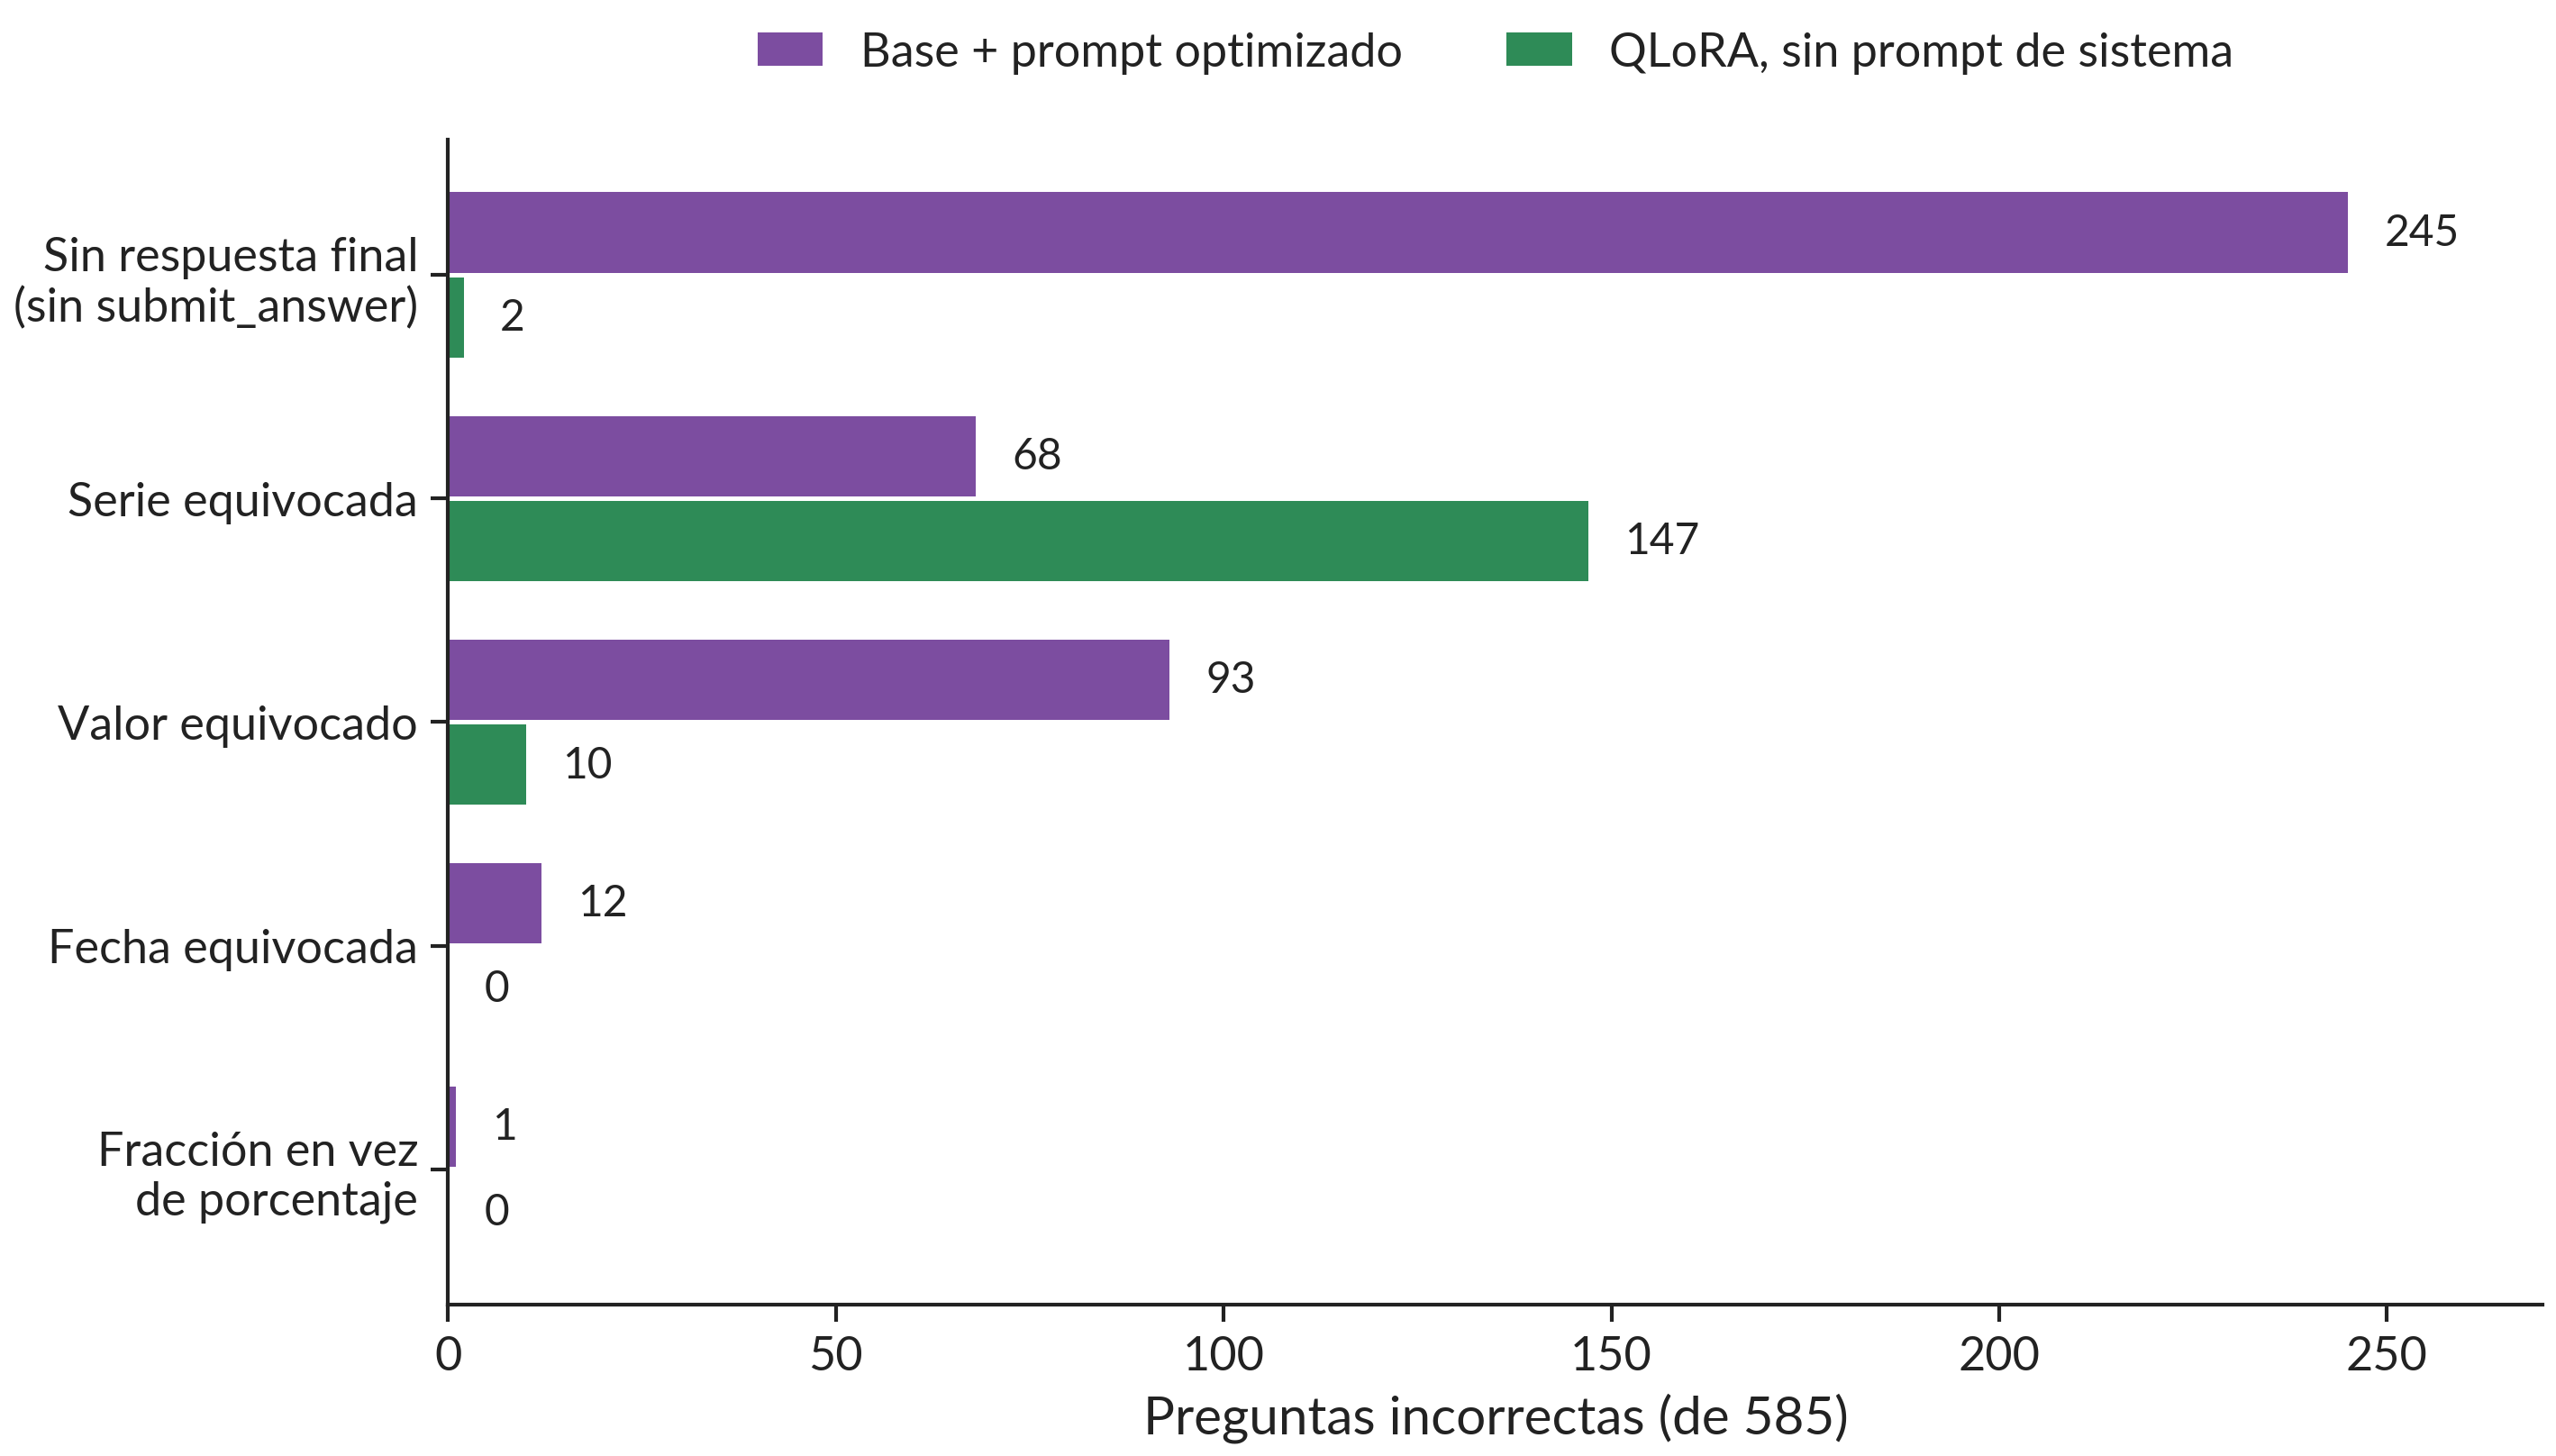 Base + prompt optimizado
QLoRA, sin prompt de sistema
Sin respuesta final
(sin submit_answer)
245
2
Serie equivocada
68
147
Valor equivocado
93
10
Fecha equivocada
12
0
Fracción en vez
de porcentaje
1
0
0 50 100 150 200 250
Preguntas incorrectas (de 585)